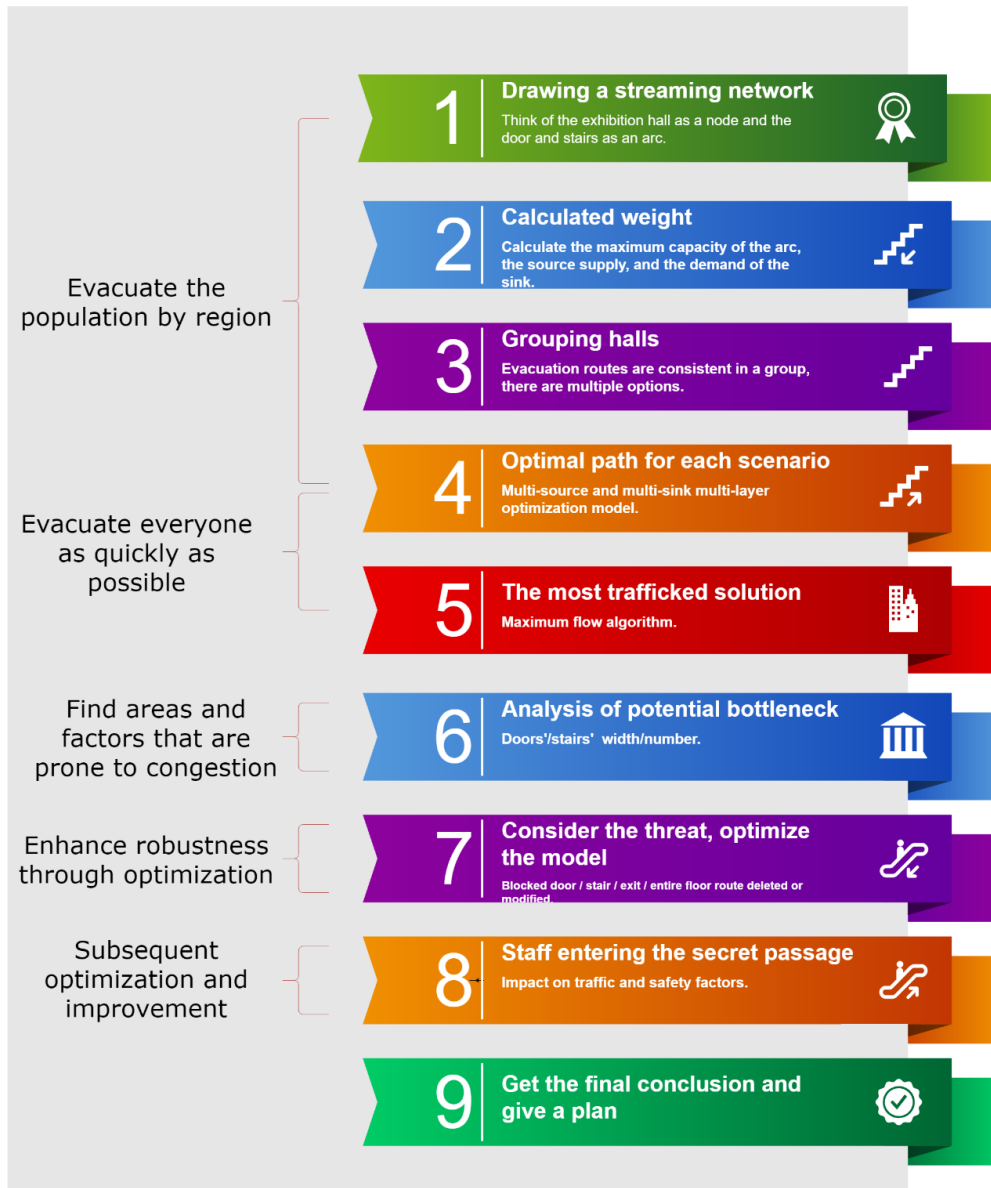 1
Drawing a streaming network
Think of the exhibition hall as a node and the
door and stairs as an arc.
2
Calculated weight
Calculate the maximum capacity of the arc,
the source supply, and the demand of the
sink.
Evacuate the
population by region
3
Grouping halls
Evacuation routes are consistent in a group,
there are multiple options.
4
Optimal path for each scenario
Multi-source and multi-sink multi-layer
optimization model.
Evacuate everyone
as quickly as
possible
5
The most trafficked solution
Maximum flow algorithm.
Find areas and
factors that are
prone to congestion
6
Analysis of potential bottleneck
Doors'/stairs' width/number.
Enhance robustness
through optimization
7
Consider the threat, optimize
the model
Blocked door / stair / exit / entire floor route deleted or
modified.
Subsequent
optimization and
improvement
8
Staff entering the secret passage
Impact on traffic and safety factors.
9
Get the final conclusion and
give a plan